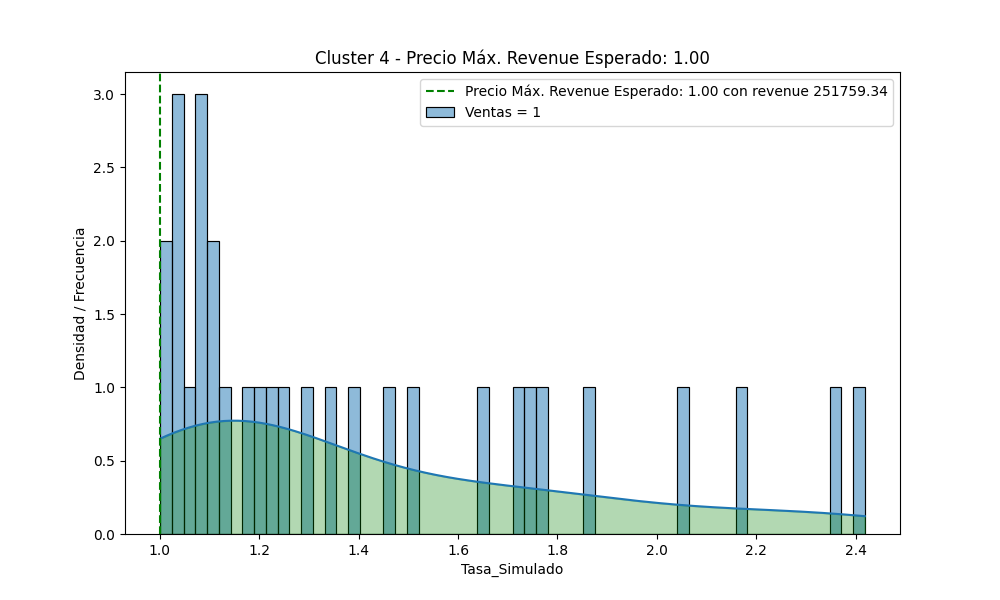 Cluster 4 - Precio Máx. Revenue Esperado: 1.00
Precio Máx. Revenue Esperado: 1.00 con revenue 251759.34
Ventas = 1
Densidad / Frecuencia
3.0
2.5
2.0
1.5
1.0
0.5
0.0
1.0 1.2 1.4 1.6 1.8 2.0 2.2 2.4
Tasa_Simulado